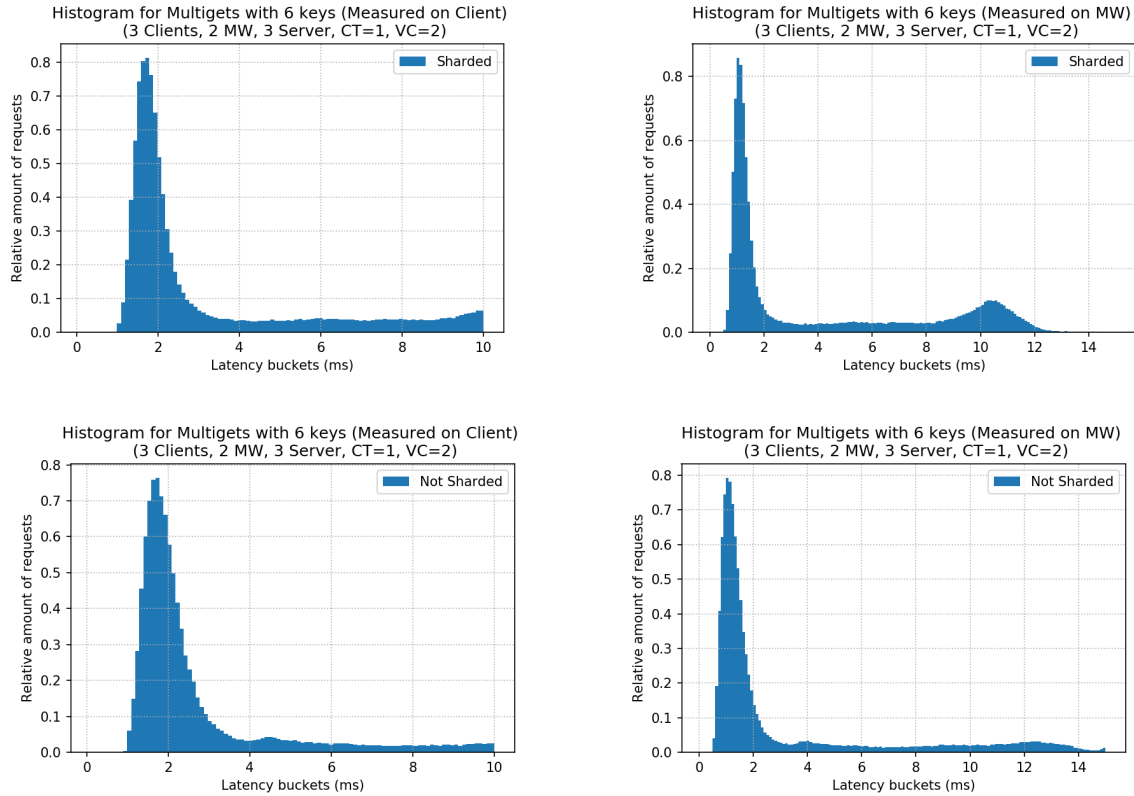 Histogram for Multigets with 6 keys (Measured on Client)
(3 Clients, 2 MW, 3 Server, CT=1, VC=2)
Sharded
Relative amount of requests
0.8
0.7
0.6
0.5
0.4
0.3
0.2
0.1
0.0
0 2 4 6 8 10
Latency buckets (ms)
Histogram for Multigets with 6 keys (Measured on MW)
(3 Clients, 2 MW, 3 Server, CT=1, VC=2)
Sharded
Relative amount of requests
0.8
0.6
0.4
0.2
0.0
0 2 4 6 8 10 12 14
Latency buckets (ms)
Histogram for Multigets with 6 keys (Measured on Client)
(3 Clients, 2 MW, 3 Server, CT=1, VC=2)
Not Sharded
Relative amount of requests
0.8
0.7
0.6
0.5
0.4
0.3
0.2
0.1
0.0
0 2 4 6 8 10
Latency buckets (ms)
Histogram for Multigets with 6 keys (Measured on MW)
(3 Clients, 2 MW, 3 Server, CT=1, VC=2)
Not Sharded
Relative amount of requests
0.8
0.7
0.6
0.5
0.4
0.3
0.2
0.1
0.0
0 2 4 6 8 10 12 14
Latency buckets (ms)